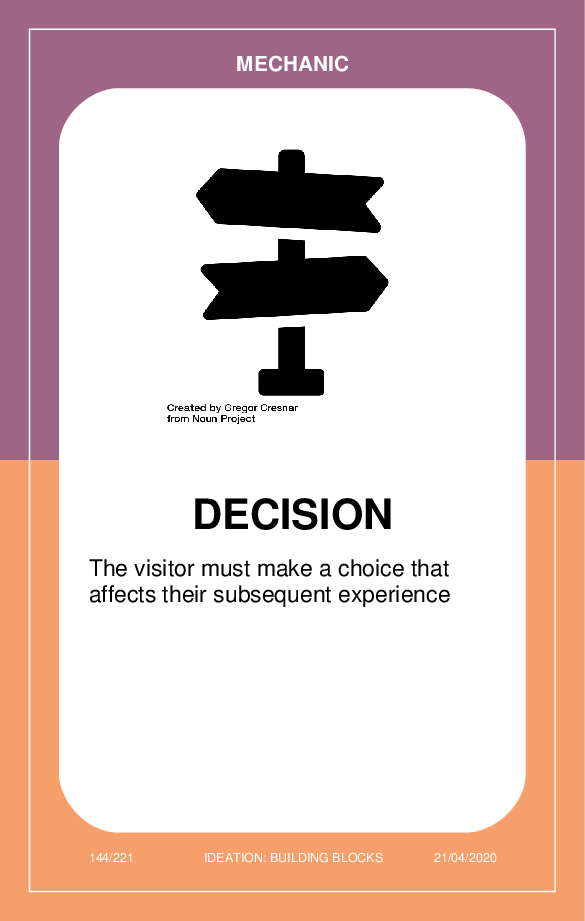 MECHANIC
Created by Gregor Cresnar
from Noun Project
DECISION
The visitor must make a choice that
affects their subsequent experience
144/221 IDEATION: BUILDING BLOCKS 21/04/2020